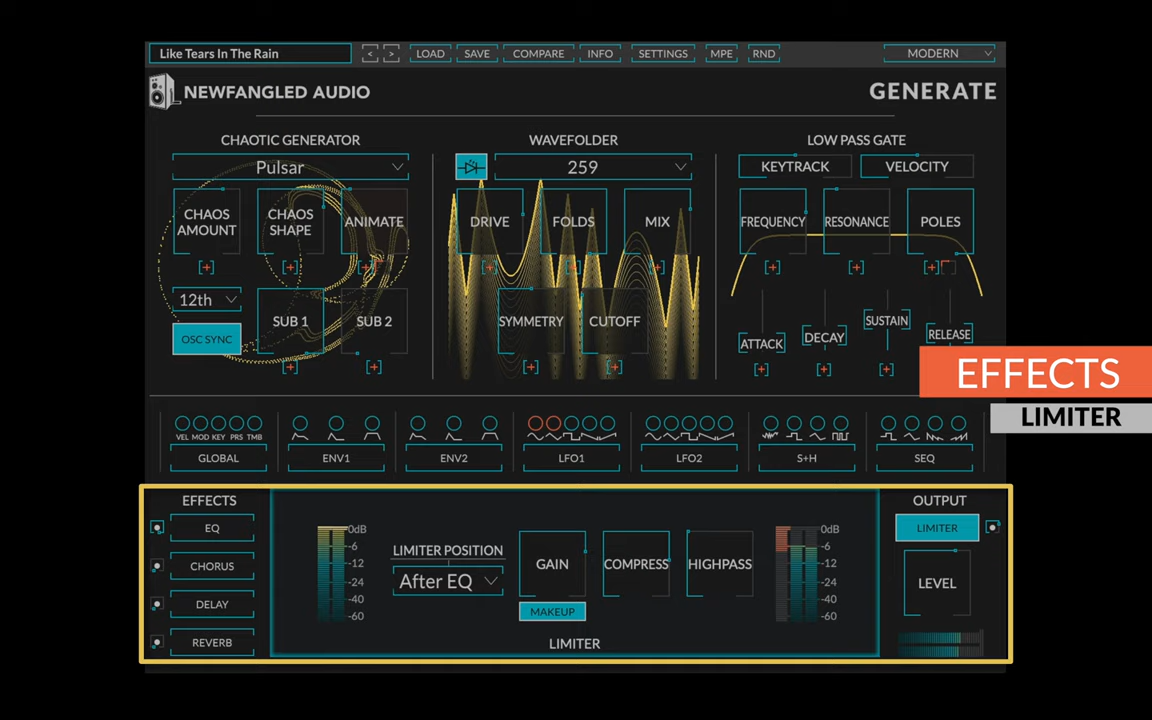 Like Tears In The Rain
< > LOAD SAVE COMPARE INFO SETTINGS MPE RND MODERN
NEWFANGLED AUDIO
GENERATE
CHAOTIC GENERATOR
Pulsar
CHAOS AMOUNT
CHAOS SHAPE
ANIMATE
[+] [+] [+]
12th
OSC SYNC
SUB 1
SUB 2
[+] [+]
WAVEFOLDER
259
DRIVE
FOLDS
MIX
[+] [+] [+]
SYMMETRY
CUTOFF
[+] [+]
LOW PASS GATE
KEYTRACK
VELOCITY
FREQUENCY
RESONANCE
POLES
[+] [+] [+]
ATTACK
DECAY
SUSTAIN
RELEASE
[+] [+] [+]
EFFECTS
LIMITER
VEL MOD KEY PRS TMB
GLOBAL ENV1 ENV2 LFO1 LFO2 S+H SEQ
EFFECTS
EQ
CHORUS
DELAY
REVERB
0dB
-6
-12
-24
-40
-60
LIMITER POSITION
After EQ
GAIN
MAKEUP
COMPRESS
HIGHPASS
LIMITER
0dB
-6
-12
-24
-40
-60
OUTPUT
LIMITER
LEVEL